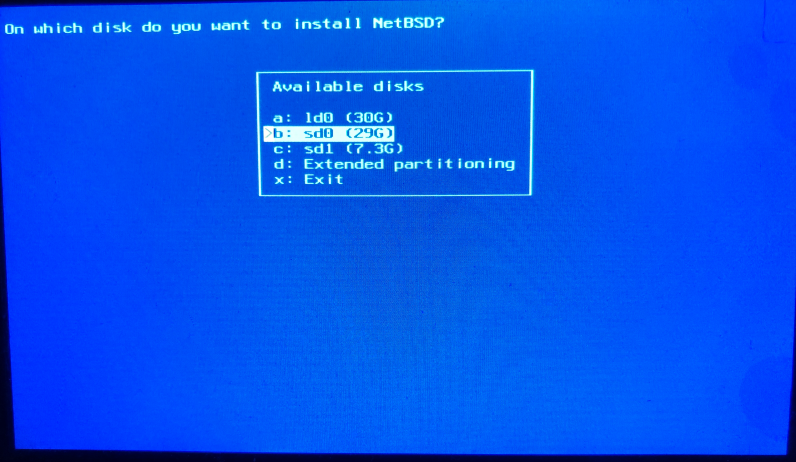 On which disk do you want to install NetBSD?
Available disks
a: ld0 (30G)
>b: sd0 (29G)
c: sd1 (7.3G)
d: Extended partitioning
x: Exit